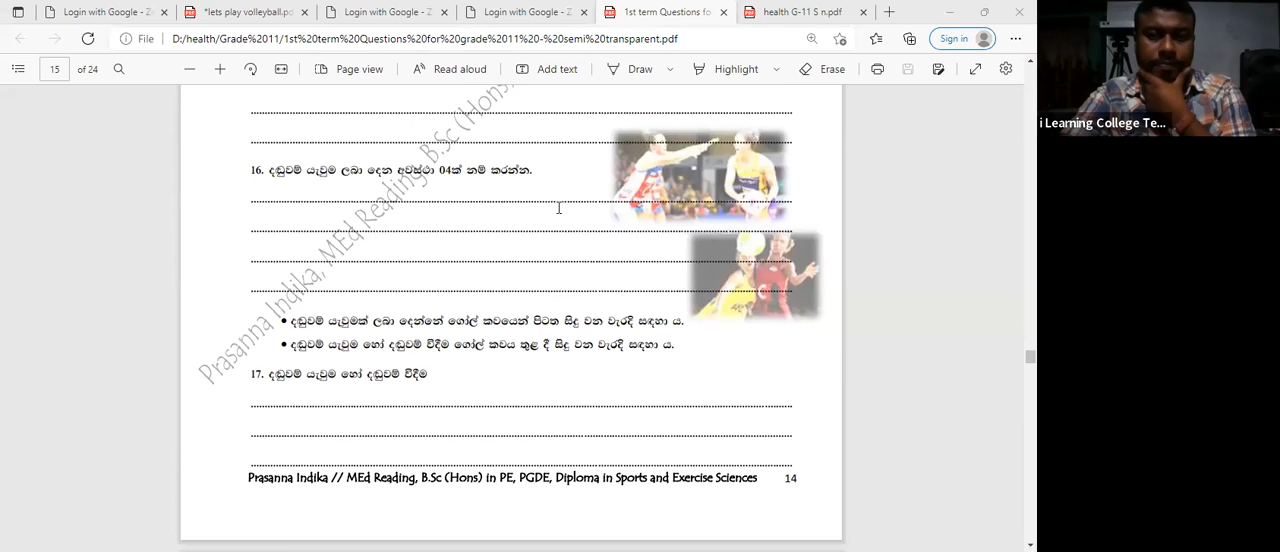 *lets play volleyball.pd
Login with Google - Z
Login with Google - Z
1st term Questions fo
health G-11 S n.pdf
File D:/health/Grade%2011/1st%20term%20Questions%20for%20grade%2011%20-%20semi%20transparent.pdf
Sign in
15 of 24
Page view
Read aloud
Add text
Draw
Highlight
Erase
i Learning College Te...
16. දඬුවම් යැවුම ලබා දෙන අවස්ථා 04ක් නම් කරන්න.
• දඬුවම් යැවුමක් ලබා දෙන්නේ ගෝල් කවයෙන් පිටත සිදු වන වැරදි සඳහා ය.
• දඬුවම් යැවුම හෝ දඬුවම් විදීම ගෝල් කවය තුළ දී සිදු වන වැරදි සඳහා ය.
17. දඬුවම් යැවුම හෝ දඬුවම් විදීම
Prasanna Indika, MEd Reading, B.Sc (Hons)
Prasanna Indika // MEd Reading, B.Sc (Hons) in PE, PGDE, Diploma in Sports and Exercise Sciences 14